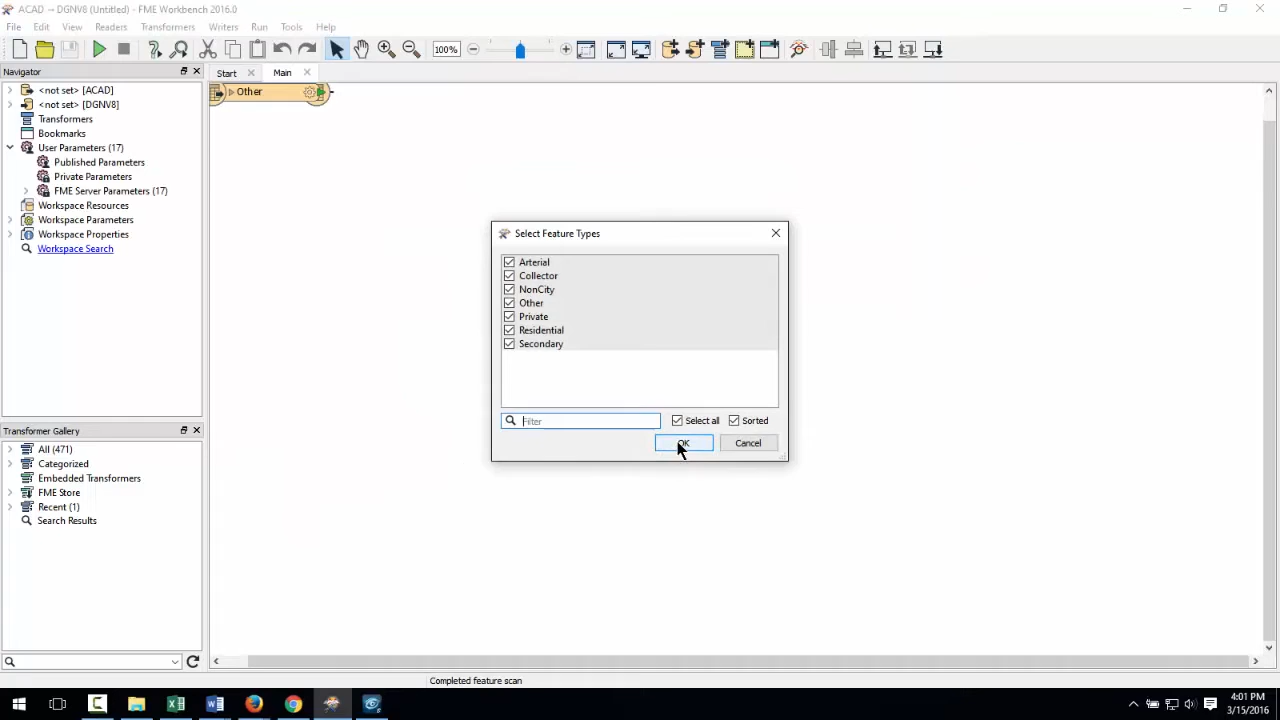 ACAD → DGNV8 (Untitled) - FME Workbench 2016.0
File Edit View Readers Transformers Writers Run Tools Help
100%
Navigator
Start Main
<not set> [ACAD]
<not set> [DGNV8]
Transformers
Bookmarks
User Parameters (17)
Published Parameters
Private Parameters
FME Server Parameters (17)
Workspace Resources
Workspace Parameters
Workspace Properties
Workspace Search
Other
Select Feature Types
Arterial
Collector
NonCity
Other
Private
Residential
Secondary
Filter
Select all
Sorted
OK
Cancel
Transformer Gallery
All (471)
Categorized
Embedded Transformers
FME Store
Recent (1)
Search Results
Completed feature scan
4:01 PM
3/15/2016